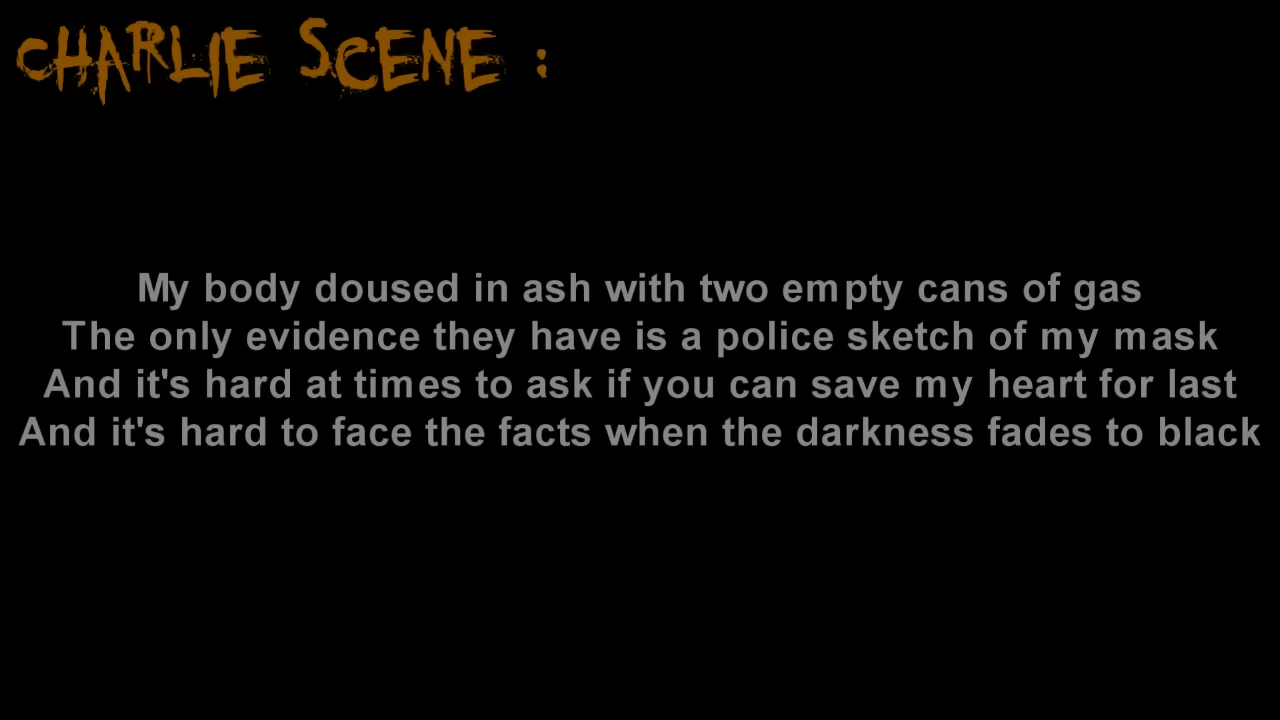 CHARLIE SCENE :
My body doused in ash with two empty cans of gas
The only evidence they have is a police sketch of my mask
And it's hard at times to ask if you can save my heart for last
And it's hard to face the facts when the darkness fades to black